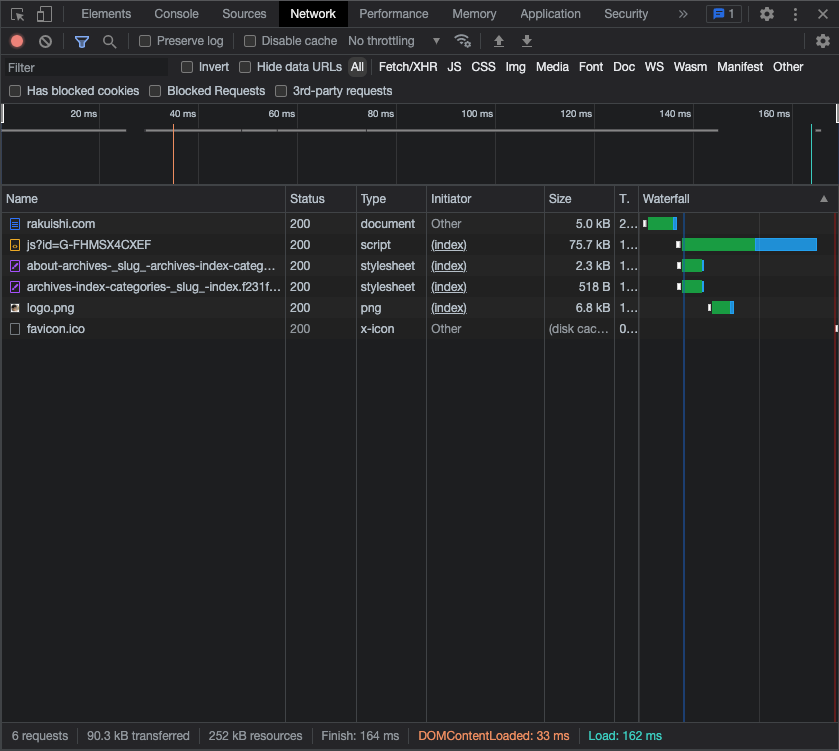 Elements Console Sources Network Performance Memory Application Security » 1
Preserve log Disable cache No throttling
Filter Invert Hide data URLs All Fetch/XHR JS CSS Img Media Font Doc WS Wasm Manifest Other
Has blocked cookies Blocked Requests 3rd-party requests
20 ms 40 ms 60 ms 80 ms 100 ms 120 ms 140 ms 160 ms
Name Status Type Initiator Size T. Waterfall
rakuishi.com 200 document Other 5.0 kB 2...
js?id=G-FHMSX4CXEF 200 script (index) 75.7 kB 1...
about-archives-_slug_-archives-index-categ... 200 stylesheet (index) 2.3 kB 1...
archives-index-categories-_slug_-index.f231f... 200 stylesheet (index) 518 B 1...
logo.png 200 png (index) 6.8 kB 1...
favicon.ico 200 x-icon Other (disk cac... 0...
6 requests 90.3 kB transferred 252 kB resources Finish: 164 ms DOMContentLoaded: 33 ms Load: 162 ms